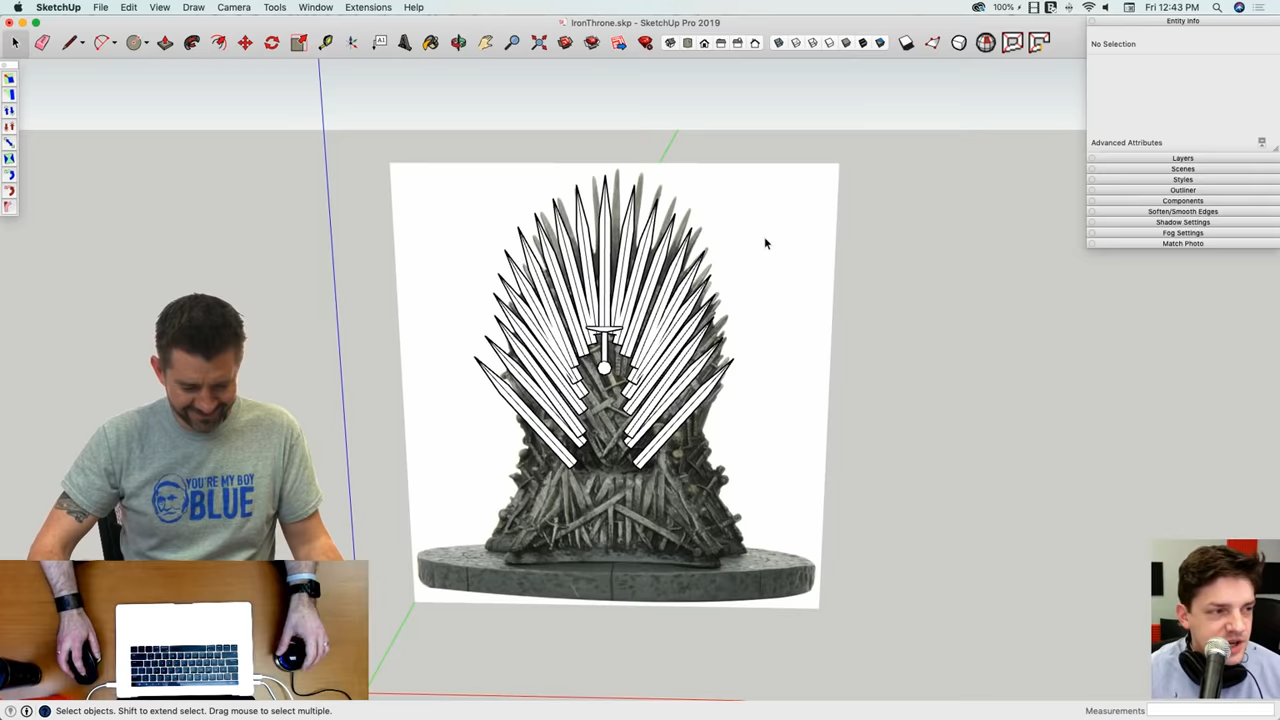 SketchUp File Edit View Draw Camera Tools Window Extensions Help
100% Fri 12:43 PM
IronThrone.skp - SketchUp Pro 2019
Entity Info
No Selection
Advanced Attributes
Layers
Scenes
Styles
Outliner
Components
Soften/Smooth Edges
Shadow Settings
Fog Settings
Match Photo
YOU'RE MY BOY
BLUE
Select objects. Shift to extend select. Drag mouse to select multiple.
Measurements